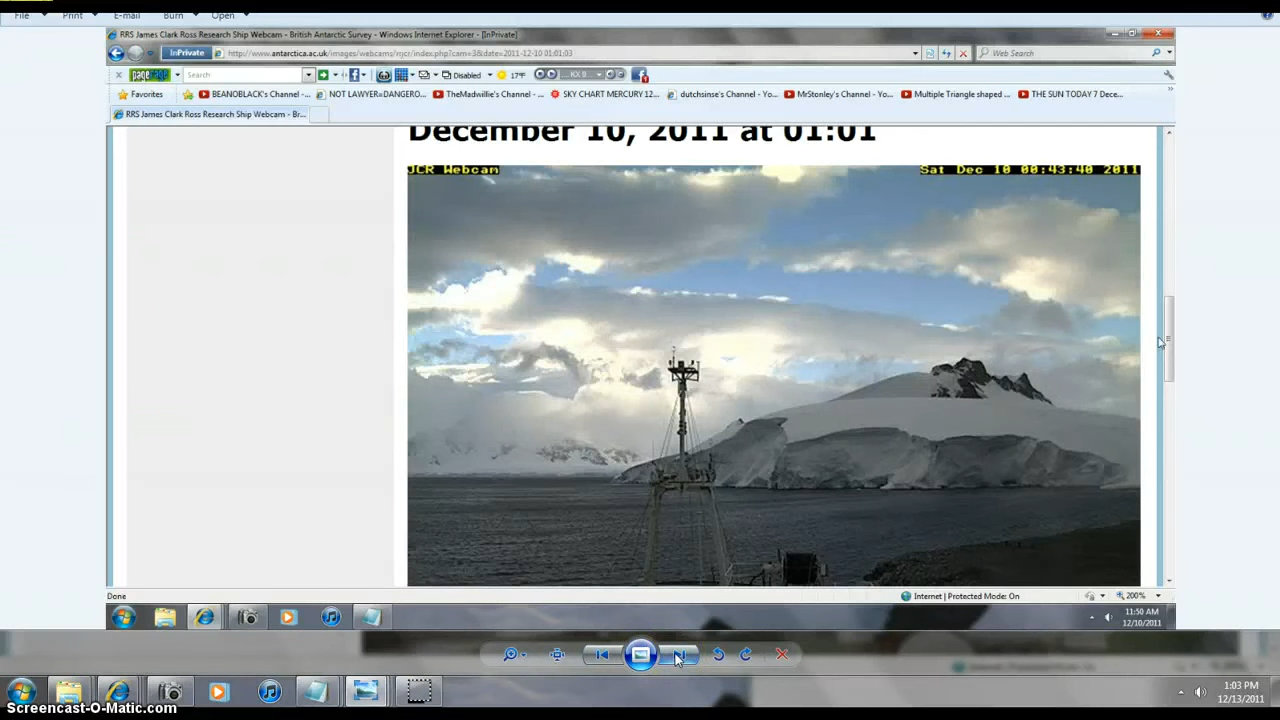 File Print E-mail Burn Open
RRS James Clark Ross Research Ship Webcam - British Antarctic Survey - Windows Internet Explorer - [InPrivate]
InPrivate http://www.antarctica.ac.uk/images/webcams/rrjcr/index.php?cam=3&date=2011-12-10 01:01:03 Web Search
pagerage Search Disabled 17°F KX 9
Favorites BEANOBLACK's Channel -... NOT LAWYER=DANGERO... TheMadwillie's Channel - ... SKY CHART MERCURY 12... dutchsinse's Channel - Yo... MrStonley's Channel - Yo... Multiple Triangle shaped ... THE SUN TODAY 7 Dece...
RRS James Clark Ross Research Ship Webcam - Br...
December 10, 2011 at 01:01
JCR Webcam Sat Dec 10 00:43:40 2011
Done Internet | Protected Mode: On 200%
11:50 AM
12/10/2011
1:03 PM
12/13/2011
Screencast-O-Matic.com